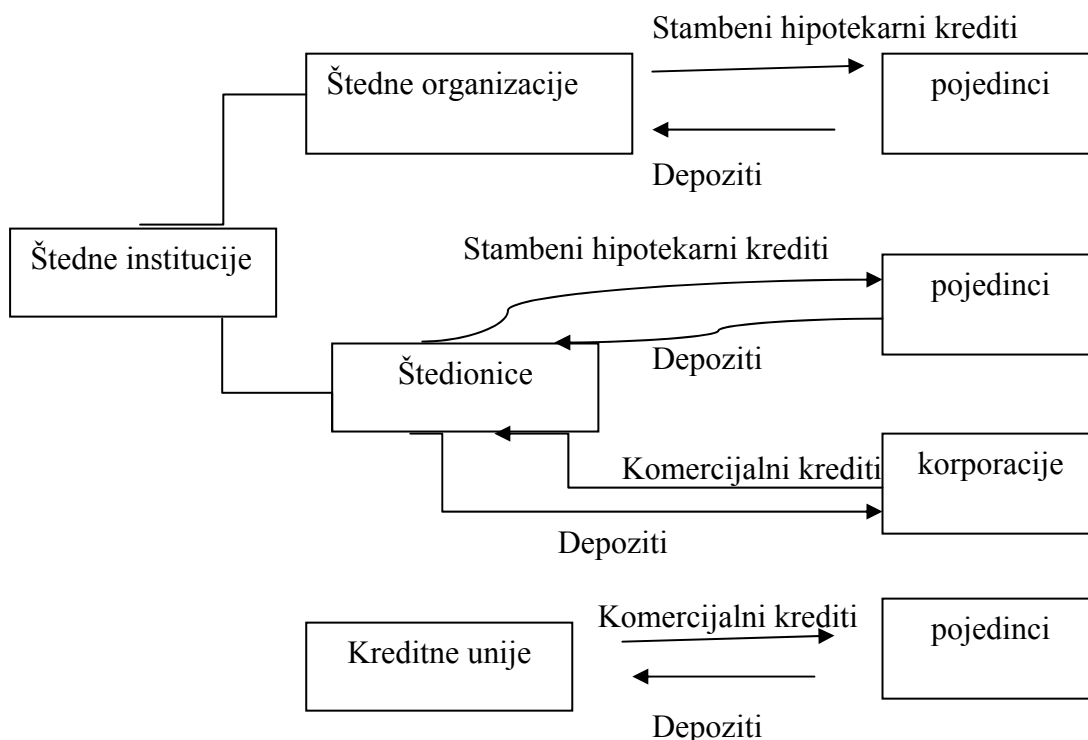 Stambeni hipotekarni krediti
Štedne organizacije
pojedinci
Depoziti
Štedne institucije
Stambeni hipotekarni krediti
pojedinci
Depoziti
Štedionice
Komercijalni krediti
korporacije
Depoziti
Komercijalni krediti
pojedinci
Kreditne unije
Depoziti